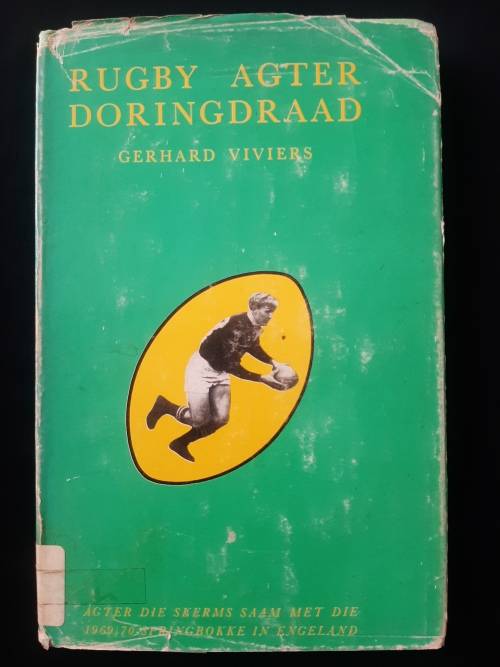 RUGBY AGTER
DORINGDRAAD
GERHARD VIVIERS
AGTER DIE SKERMS SAAM MET DIE
1969/70 SPRINGBOKKE IN ENGELAND